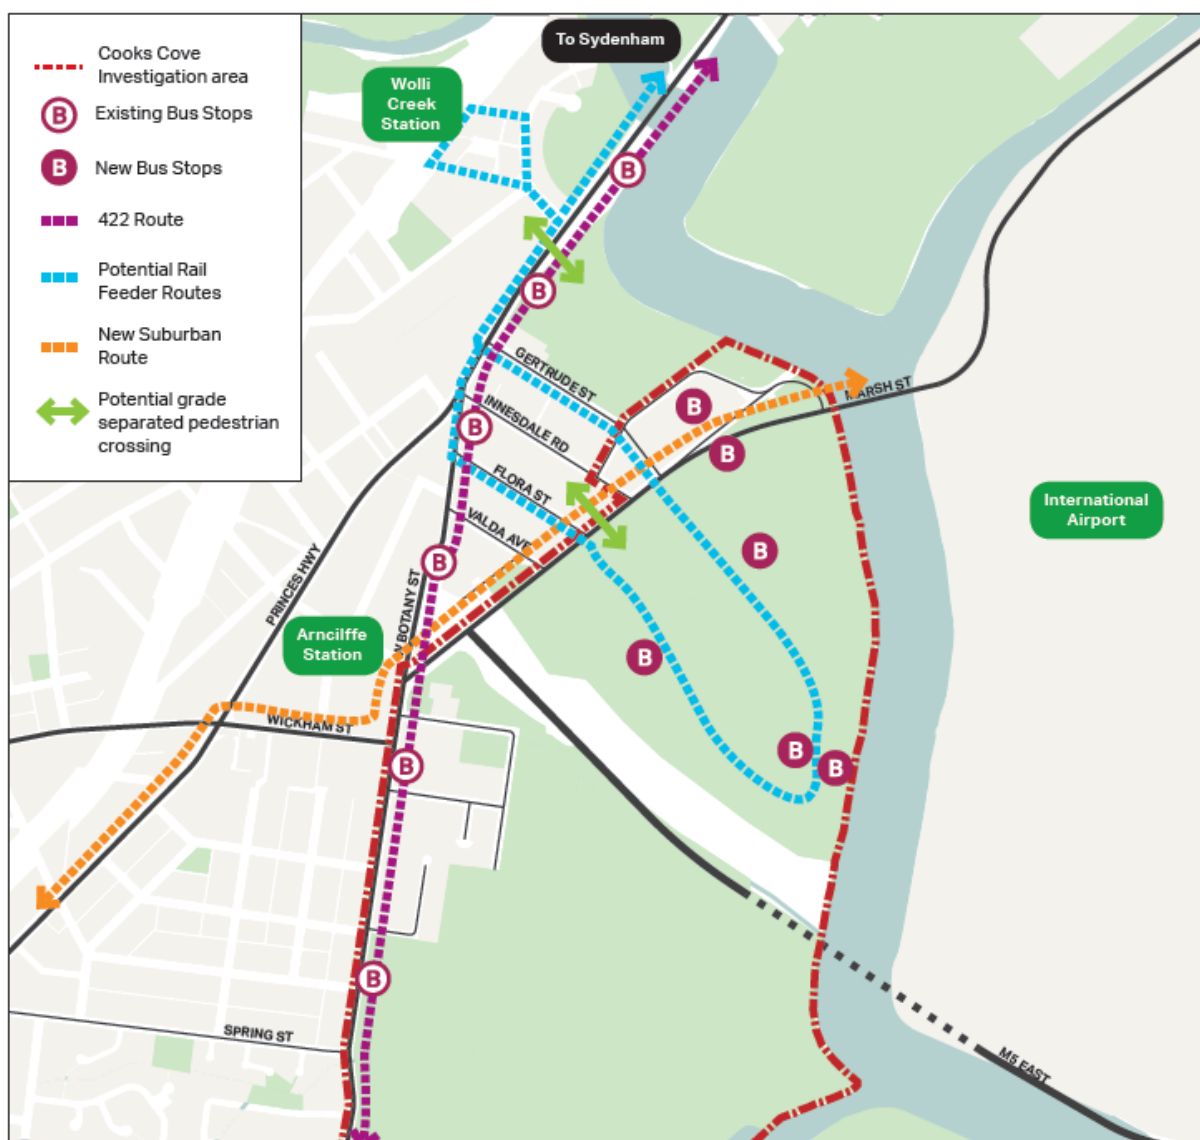 Cooks Cove
Investigation area
B
Existing Bus Stops
B
New Bus Stops
422 Route
Potential Rail
Feeder Routes
New Suburban
Route
Potential grade
separated pedestrian
crossing
To Sydenham
Wolli
Creek
Station
B
B
GERTRUDE ST
INNESDALE RD
FLORA ST
VALDA AVE
MARSH ST
B
B
B
B
B
B
B
B
International
Airport
PRINCES HWY
N BOTANY ST
Arncilffe
Station
WICKHAM ST
B
B
SPRING ST
M5 EAST